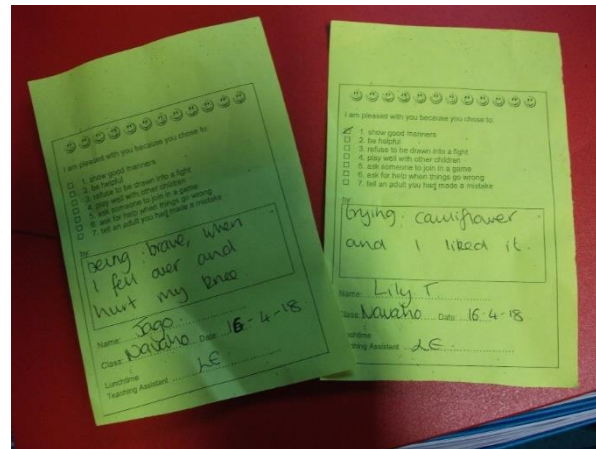 I am pleased with you because you chose to:
1. show good manners
2. be helpful
3. refuse to be drawn into a fight
4. play well with other children
5. ask someone to join in a game
6. ask for help when things go wrong
7. tell an adult you had made a mistake
by:
being brave, when
I fell over and
hurt my knee.
Name: Jago
Class: Navaho Date: 16-4-18
Lunchtime
Teaching Assistant LE
I am pleased with you because you chose to:
1. show good manners
2. be helpful
3. refuse to be drawn into a fight
4. play well with other children
5. ask someone to join in a game
6. ask for help when things go wrong
7. tell an adult you had made a mistake
by:
trying cauliflower
and I liked it.
Name: Lily T.
Class: Navaho Date 16-4-18
Lunchtime
Teaching Assistant LE.